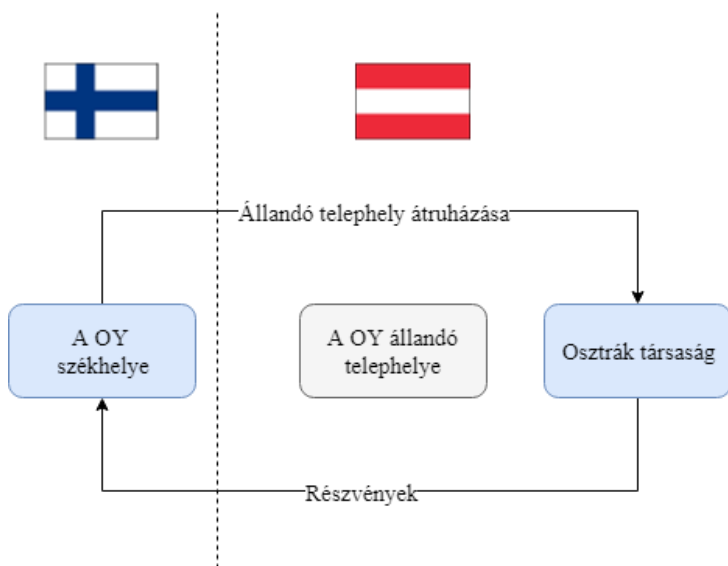 Állandó telephely átruházása
A OY
székhelye
A OY állandó
telephelye
Osztrák társaság
Részvények